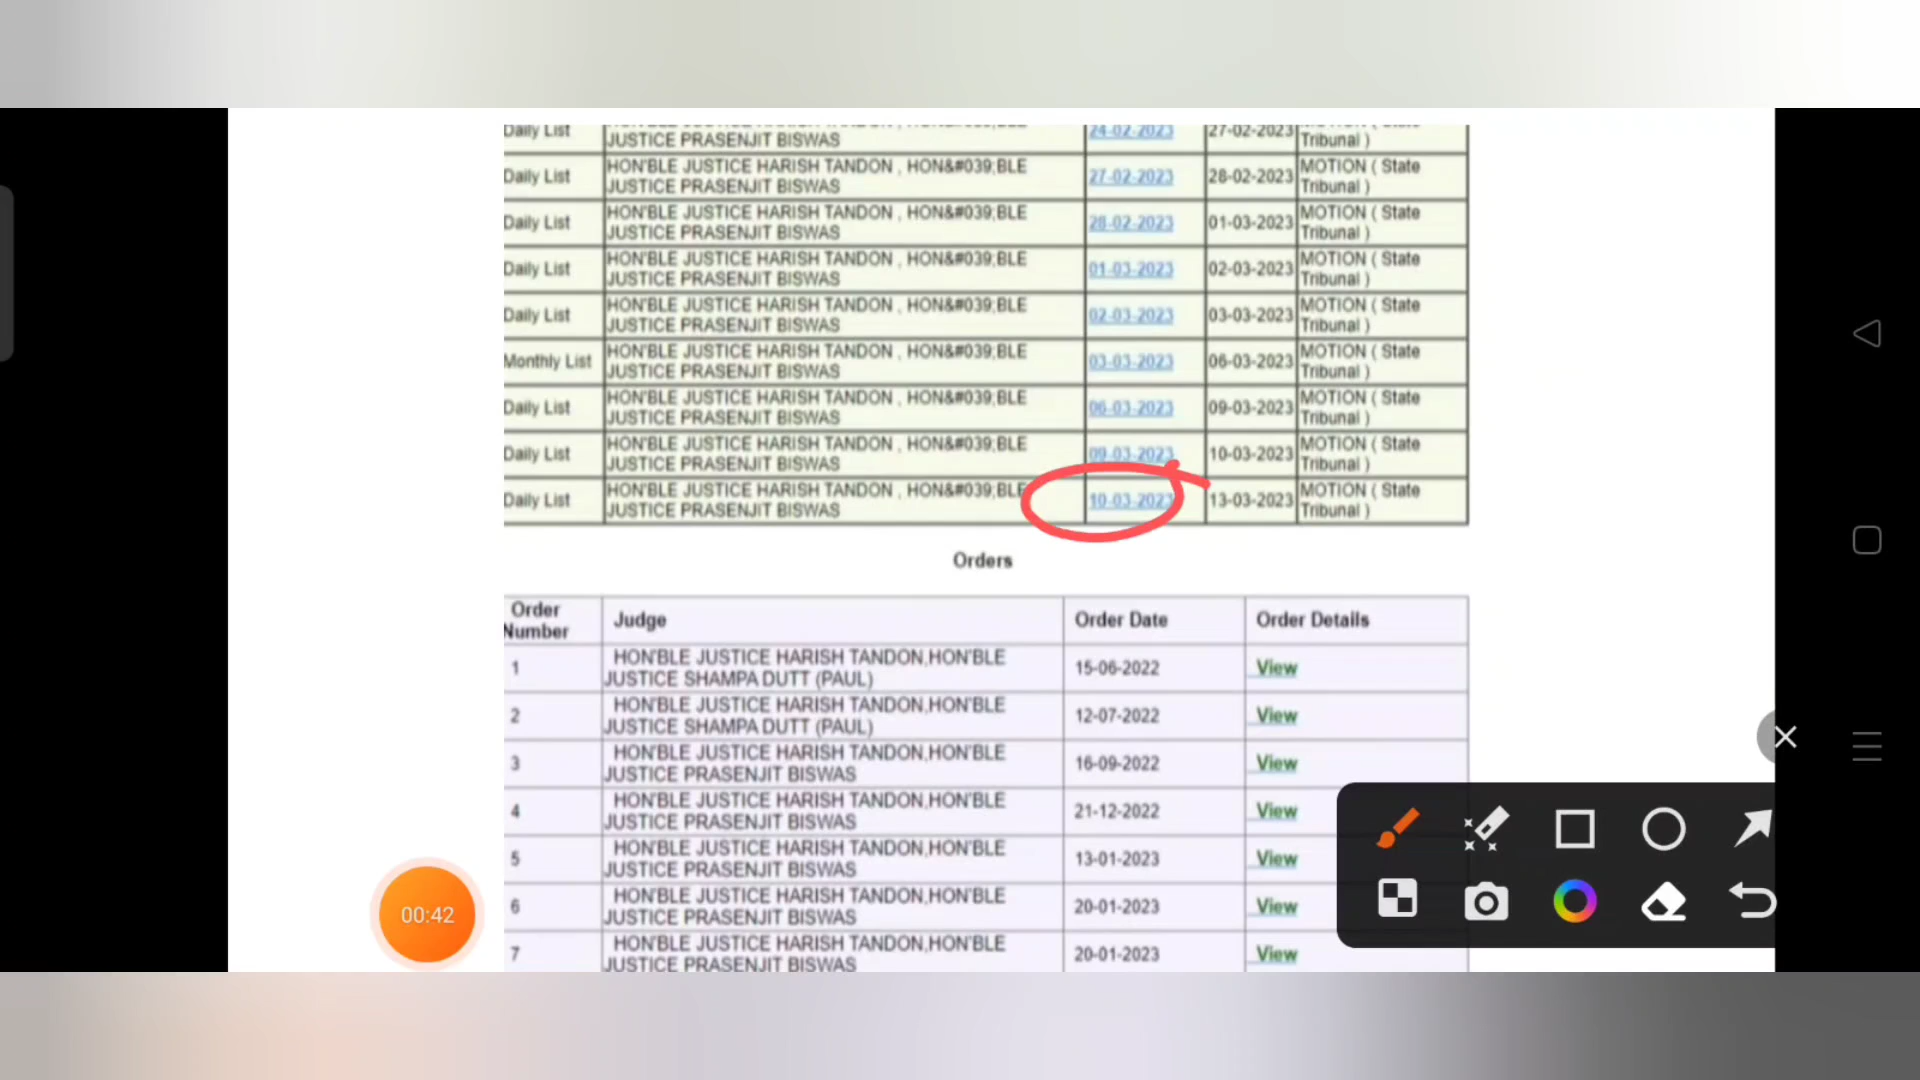 Daily List JUSTICE PRASENJIT BISWAS 24-02-2023 27-02-2023 MOTION ( State Tribunal )
Daily List HON'BLE JUSTICE HARISH TANDON , HON&#039;BLE 27-02-2023 28-02-2023 MOTION ( State
JUSTICE PRASENJIT BISWAS Tribunal )
Daily List HON'BLE JUSTICE HARISH TANDON , HON&#039;BLE 28-02-2023 01-03-2023 MOTION ( State
JUSTICE PRASENJIT BISWAS Tribunal )
Daily List HON'BLE JUSTICE HARISH TANDON , HON&#039;BLE 01-03-2023 02-03-2023 MOTION ( State
JUSTICE PRASENJIT BISWAS Tribunal )
Daily List HON'BLE JUSTICE HARISH TANDON , HON&#039;BLE 02-03-2023 03-03-2023 MOTION ( State
JUSTICE PRASENJIT BISWAS Tribunal )
Monthly List HON'BLE JUSTICE HARISH TANDON , HON&#039;BLE 03-03-2023 06-03-2023 MOTION ( State
JUSTICE PRASENJIT BISWAS Tribunal )
Daily List HON'BLE JUSTICE HARISH TANDON , HON&#039;BLE 06-03-2023 09-03-2023 MOTION ( State
JUSTICE PRASENJIT BISWAS Tribunal )
Daily List HON'BLE JUSTICE HARISH TANDON , HON&#039;BLE 09-03-2023 10-03-2023 MOTION ( State
JUSTICE PRASENJIT BISWAS Tribunal )
Daily List HON'BLE JUSTICE HARISH TANDON , HON&#039;BLE 10-03-2023 13-03-2023 MOTION ( State
JUSTICE PRASENJIT BISWAS Tribunal )
Orders
Order Number Judge Order Date Order Details
1 HON'BLE JUSTICE HARISH TANDON,HON'BLE 15-06-2022 View
JUSTICE SHAMPA DUTT (PAUL)
2 HON'BLE JUSTICE HARISH TANDON,HON'BLE 12-07-2022 View
JUSTICE SHAMPA DUTT (PAUL)
3 HON'BLE JUSTICE HARISH TANDON,HON'BLE 16-09-2022 View
JUSTICE PRASENJIT BISWAS
4 HON'BLE JUSTICE HARISH TANDON,HON'BLE 21-12-2022 View
JUSTICE PRASENJIT BISWAS
5 HON'BLE JUSTICE HARISH TANDON,HON'BLE 13-01-2023 View
JUSTICE PRASENJIT BISWAS
6 HON'BLE JUSTICE HARISH TANDON,HON'BLE 20-01-2023 View
JUSTICE PRASENJIT BISWAS
7 HON'BLE JUSTICE HARISH TANDON,HON'BLE 20-01-2023 View
JUSTICE PRASENJIT BISWAS
00:42